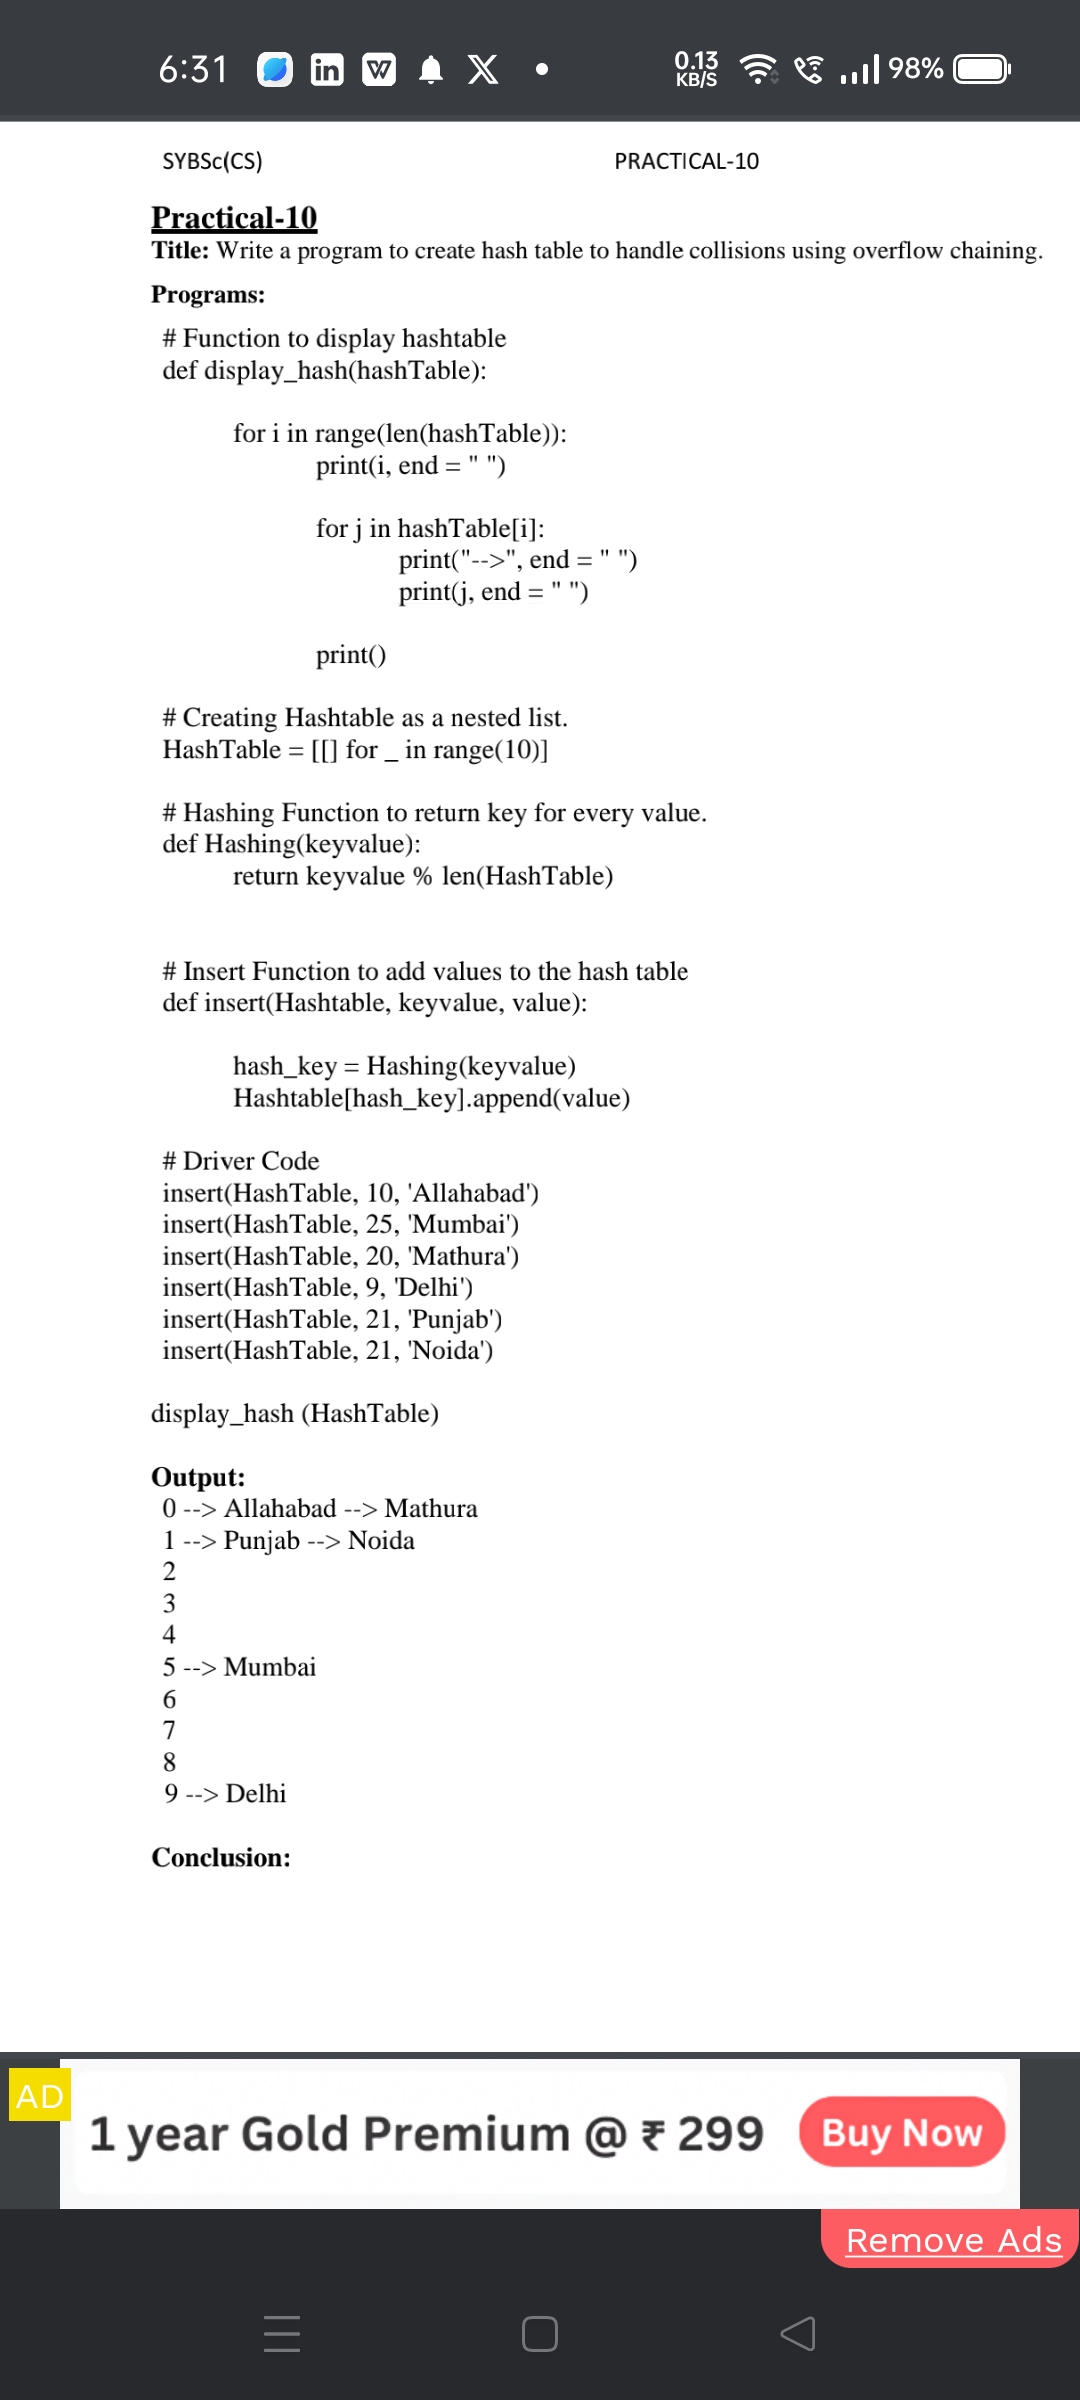 6:31 in W X 0.13 KB/S 98%
SYBSc(CS) PRACTICAL-10
Practical-10
Title: Write a program to create hash table to handle collisions using overflow chaining.
Programs:
# Function to display hashtable
def display_hash(hashTable):
for i in range(len(hashTable)):
print(i, end = " ")
for j in hashTable[i]:
print("-->", end = " ")
print(j, end = " ")
print()
# Creating Hashtable as a nested list.
HashTable = [[] for _ in range(10)]
# Hashing Function to return key for every value.
def Hashing(keyvalue):
return keyvalue % len(HashTable)
# Insert Function to add values to the hash table
def insert(Hashtable, keyvalue, value):
hash_key = Hashing(keyvalue)
Hashtable[hash_key].append(value)
# Driver Code
insert(HashTable, 10, 'Allahabad')
insert(HashTable, 25, 'Mumbai')
insert(HashTable, 20, 'Mathura')
insert(HashTable, 9, 'Delhi')
insert(HashTable, 21, 'Punjab')
insert(HashTable, 21, 'Noida')
display_hash (HashTable)
Output:
0 --> Allahabad --> Mathura
1 --> Punjab --> Noida
2
3
4
5 --> Mumbai
6
7
8
9 --> Delhi
Conclusion:
AD
1 year Gold Premium @ ₹ 299 Buy Now
Remove Ads